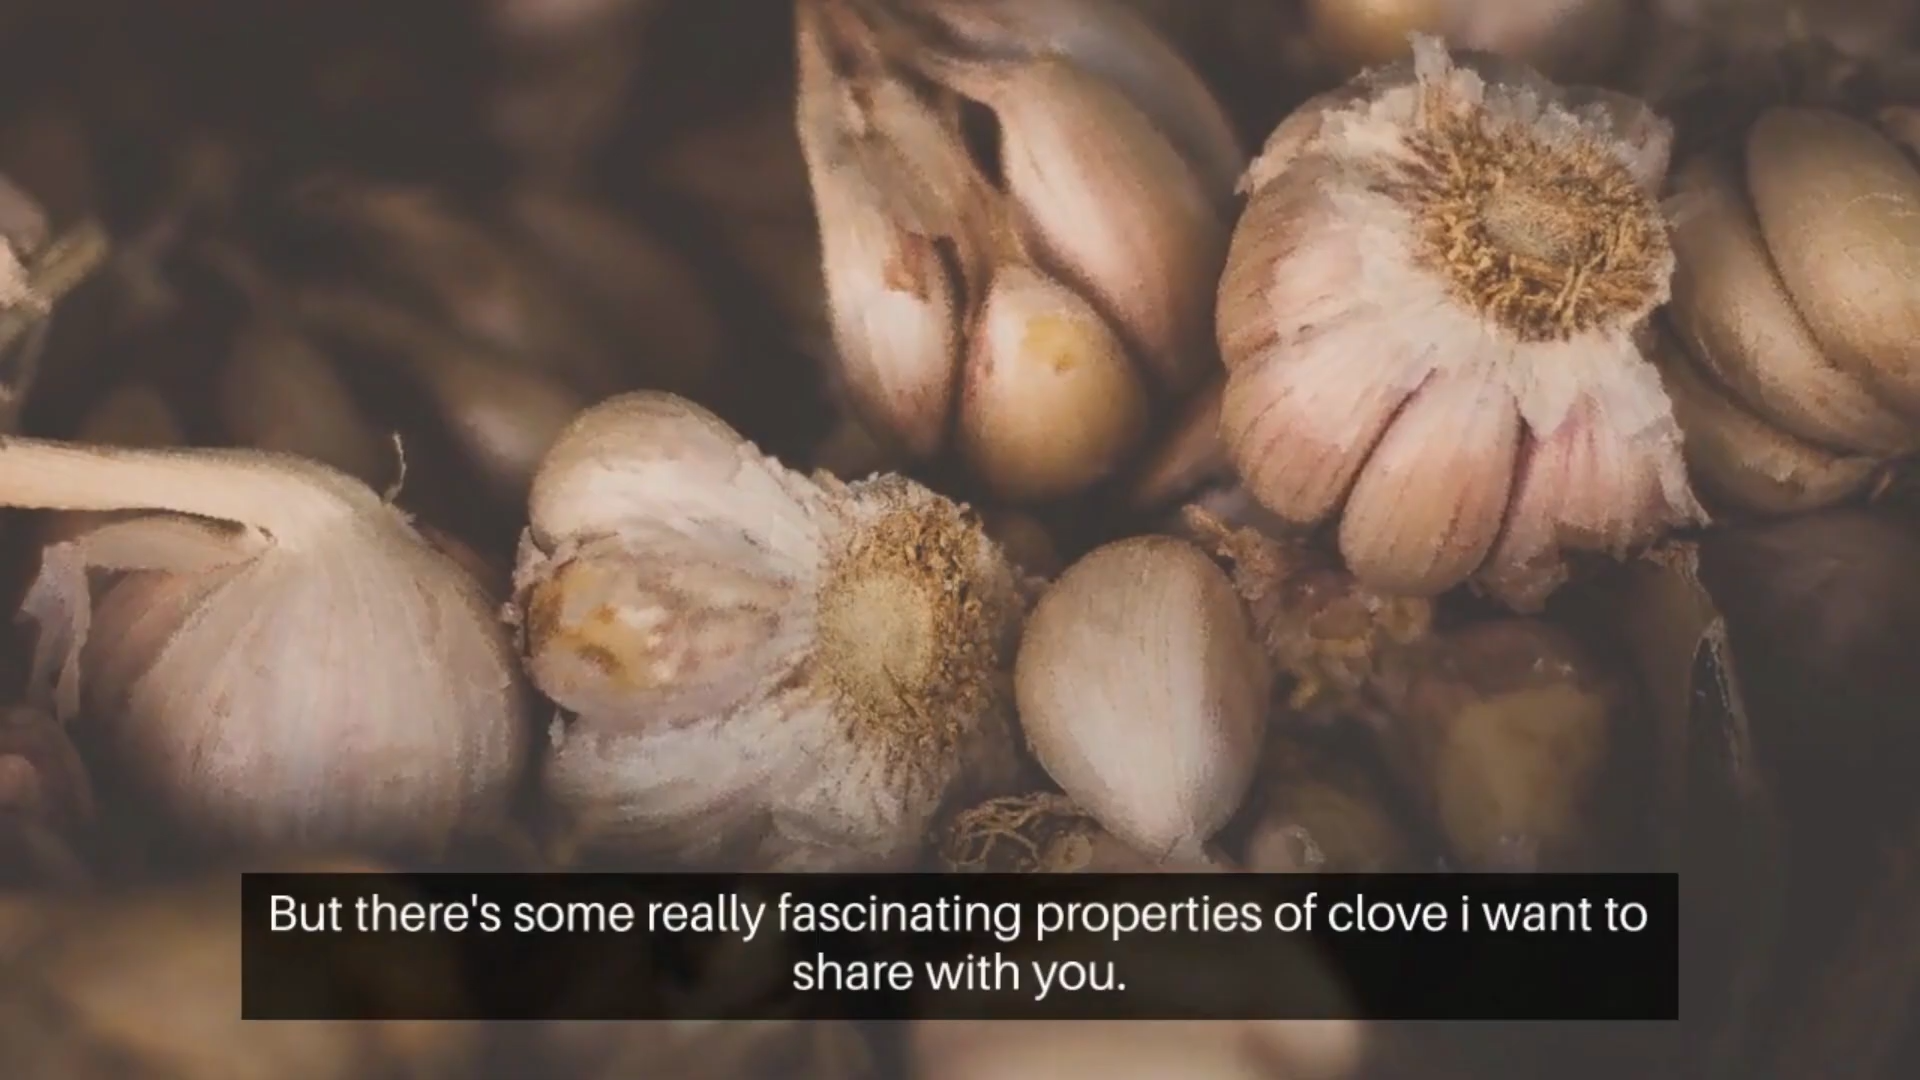 But there's some really fascinating properties of clove i want to
share with you.